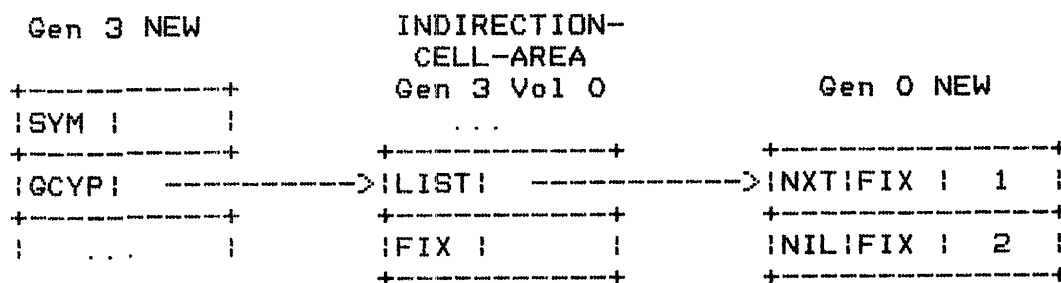 Gen 3 NEW
INDIRECTION-
CELL-AREA
Gen 3 Vol 0
Gen 0 NEW
+-------------+
|SYM |        |
...
+-------------+
|GCYP|  ------------>|LIST|  ------------->|NXT|FIX |  1  |
+-------------+
|  ...  |
|FIX |        |
|NIL|FIX |  2  |
+-------------+